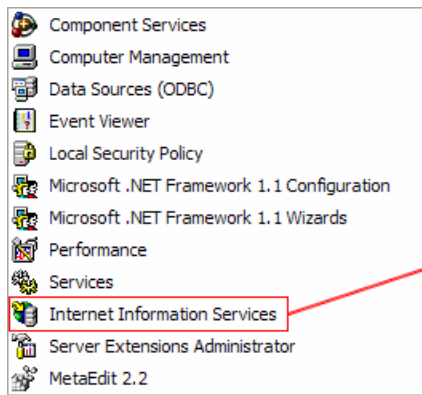 Component Services
Computer Management
Data Sources (ODBC)
Event Viewer
Local Security Policy
Microsoft .NET Framework 1.1 Configuration
Microsoft .NET Framework 1.1 Wizards
Performance
Services
Internet Information Services
Server Extensions Administrator
MetaEdit 2.2